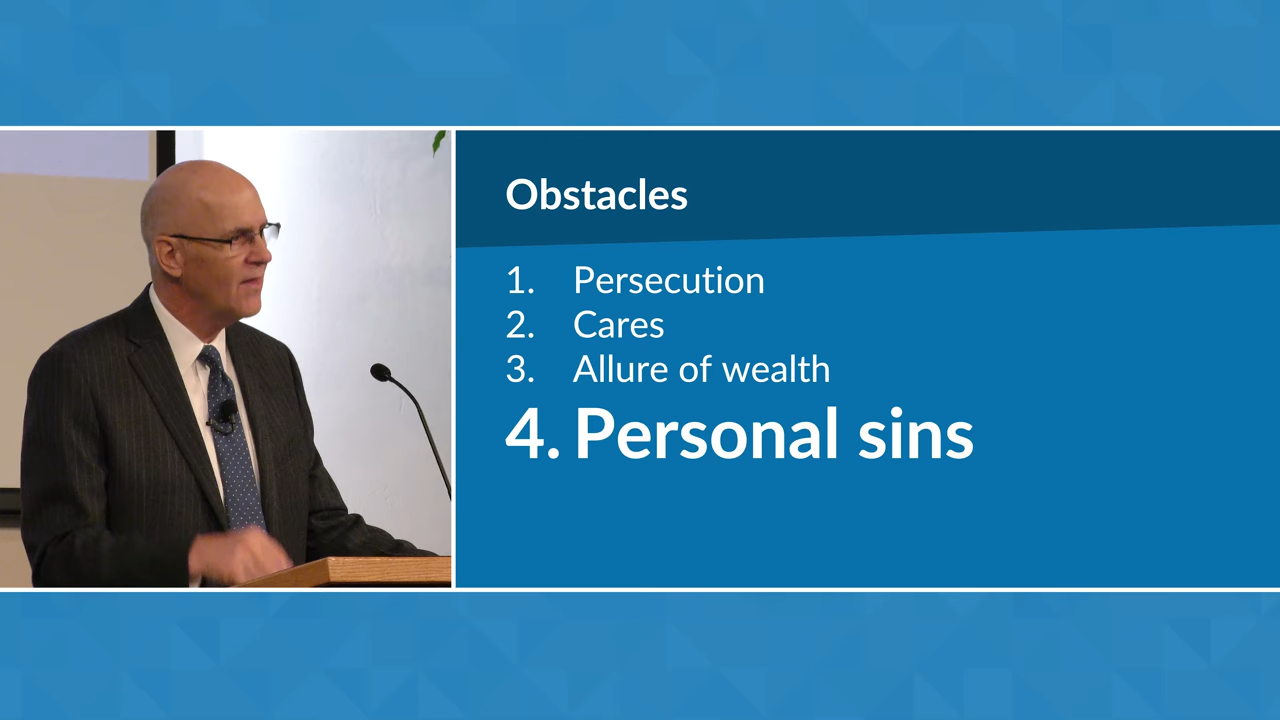 Obstacles
1. Persecution
2. Cares
3. Allure of wealth
4. Personal sins